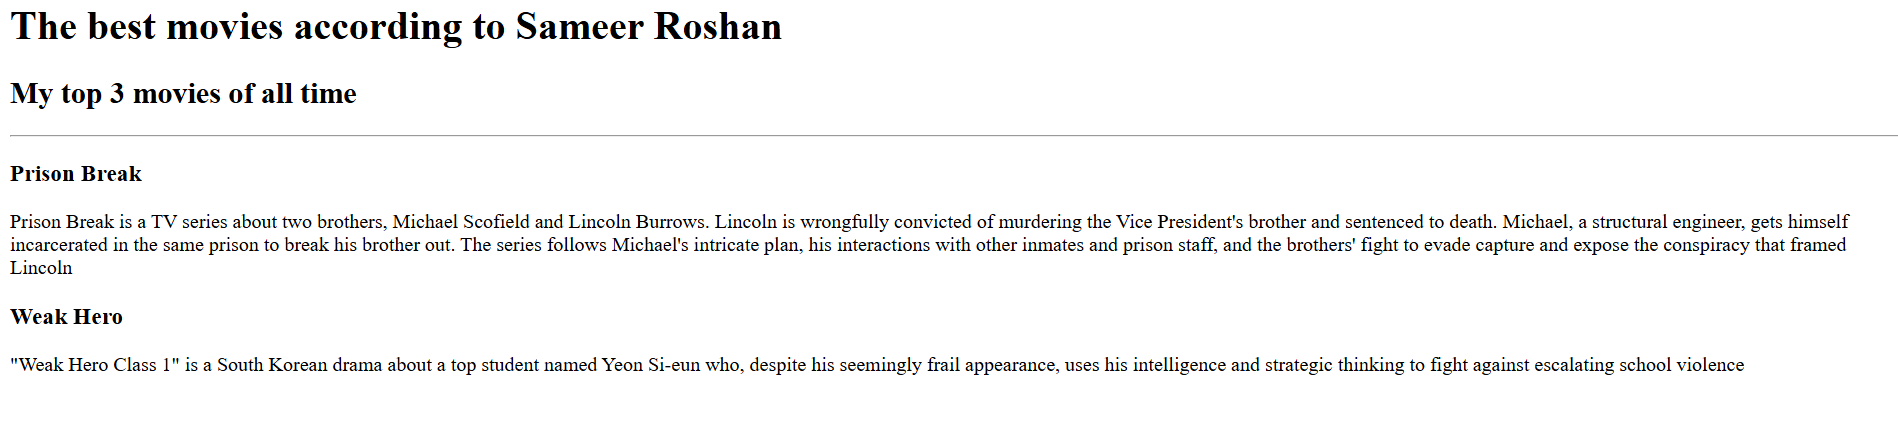 The best movies according to Sameer Roshan
My top 3 movies of all time
Prison Break
Prison Break is a TV series about two brothers, Michael Scofield and Lincoln Burrows. Lincoln is wrongfully convicted of murdering the Vice President's brother and sentenced to death. Michael, a structural engineer, gets himself
incarcerated in the same prison to break his brother out. The series follows Michael's intricate plan, his interactions with other inmates and prison staff, and the brothers' fight to evade capture and expose the conspiracy that framed
Lincoln
Weak Hero
"Weak Hero Class 1" is a South Korean drama about a top student named Yeon Si-eun who, despite his seemingly frail appearance, uses his intelligence and strategic thinking to fight against escalating school violence